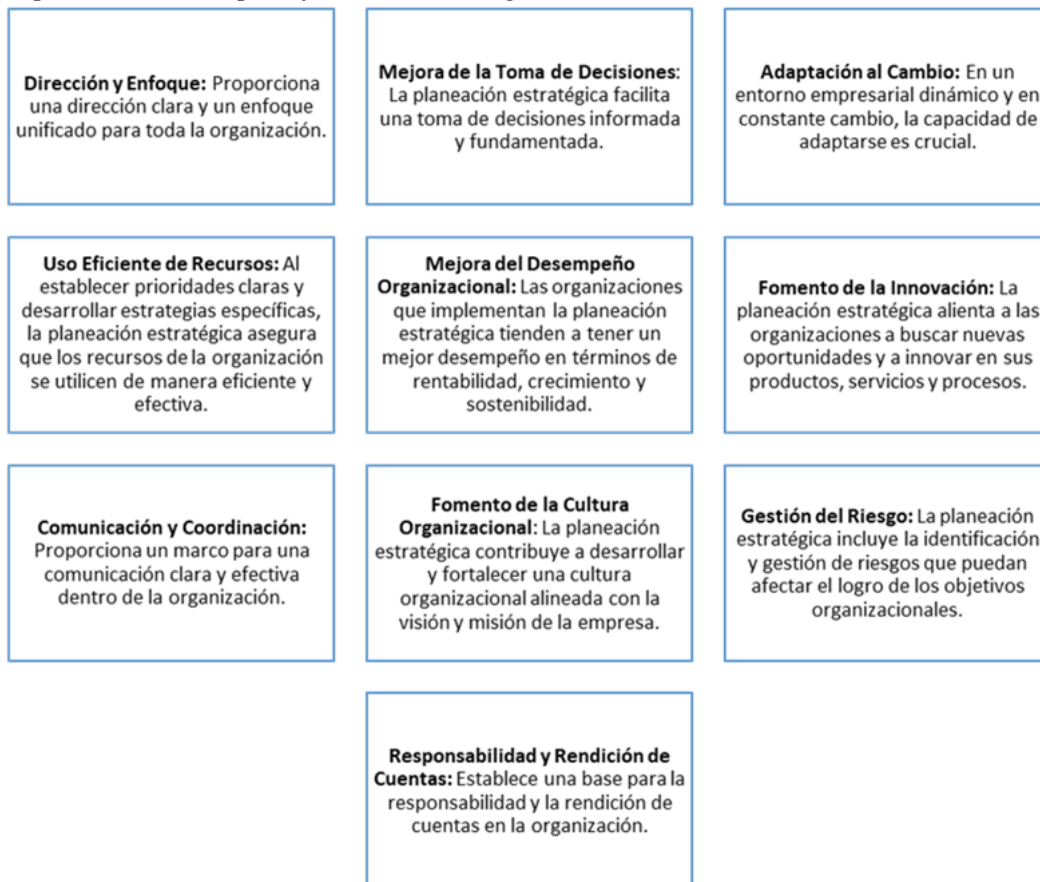 Dirección y Enfoque: Proporciona
una dirección clara y un enfoque
unificado para toda la organización.
Mejora de la Toma de Decisiones:
La planeación estratégica facilita
una toma de decisiones informada
y fundamentada.
Adaptación al Cambio: En un
entorno empresarial dinámico y en
constante cambio, la capacidad de
adaptarse es crucial.
Uso Eficiente de Recursos: Al
establecer prioridades claras y
desarrollar estrategias específicas,
la planeación estratégica asegura
que los recursos de la organización
se utilicen de manera eficiente y
efectiva.
Mejora del Desempeño
Organizacional: Las organizaciones
que implementan la planeación
estratégica tienden a tener un
mejor desempeño en términos de
rentabilidad, crecimiento y
sostenibilidad.
Fomento de la Innovación: La
planeación estratégica alienta a las
organizaciones a buscar nuevas
oportunidades y a innovar en sus
productos, servicios y procesos.
Comunicación y Coordinación:
Proporciona un marco para una
comunicación clara y efectiva
dentro de la organización.
Fomento de la Cultura
Organizacional: La planeación
estratégica contribuye a desarrollar
y fortalecer una cultura
organizacional alineada con la
visión y misión de la empresa.
Gestión del Riesgo: La planeación
estratégica incluye la identificación
y gestión de riesgos que puedan
afectar el logro de los objetivos
organizacionales.
Responsabilidad y Rendición de
Cuentas: Establece una base para la
responsabilidad y la rendición de
cuentas en la organización.